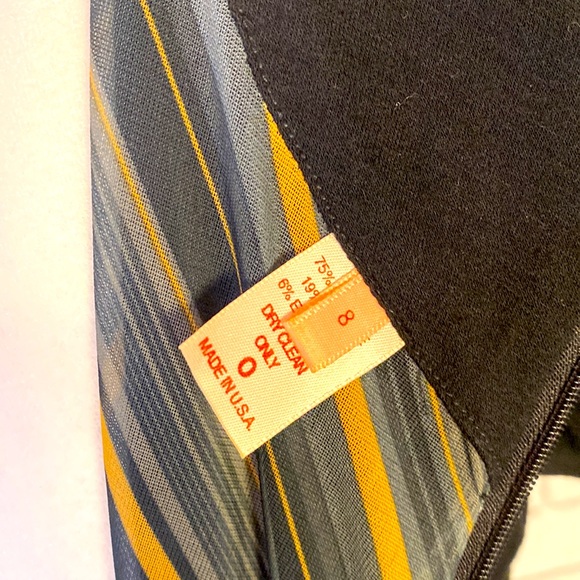 75%
19%
6% E
DRY CLEAN
ONLY
O
MADE IN U.S.A.
8